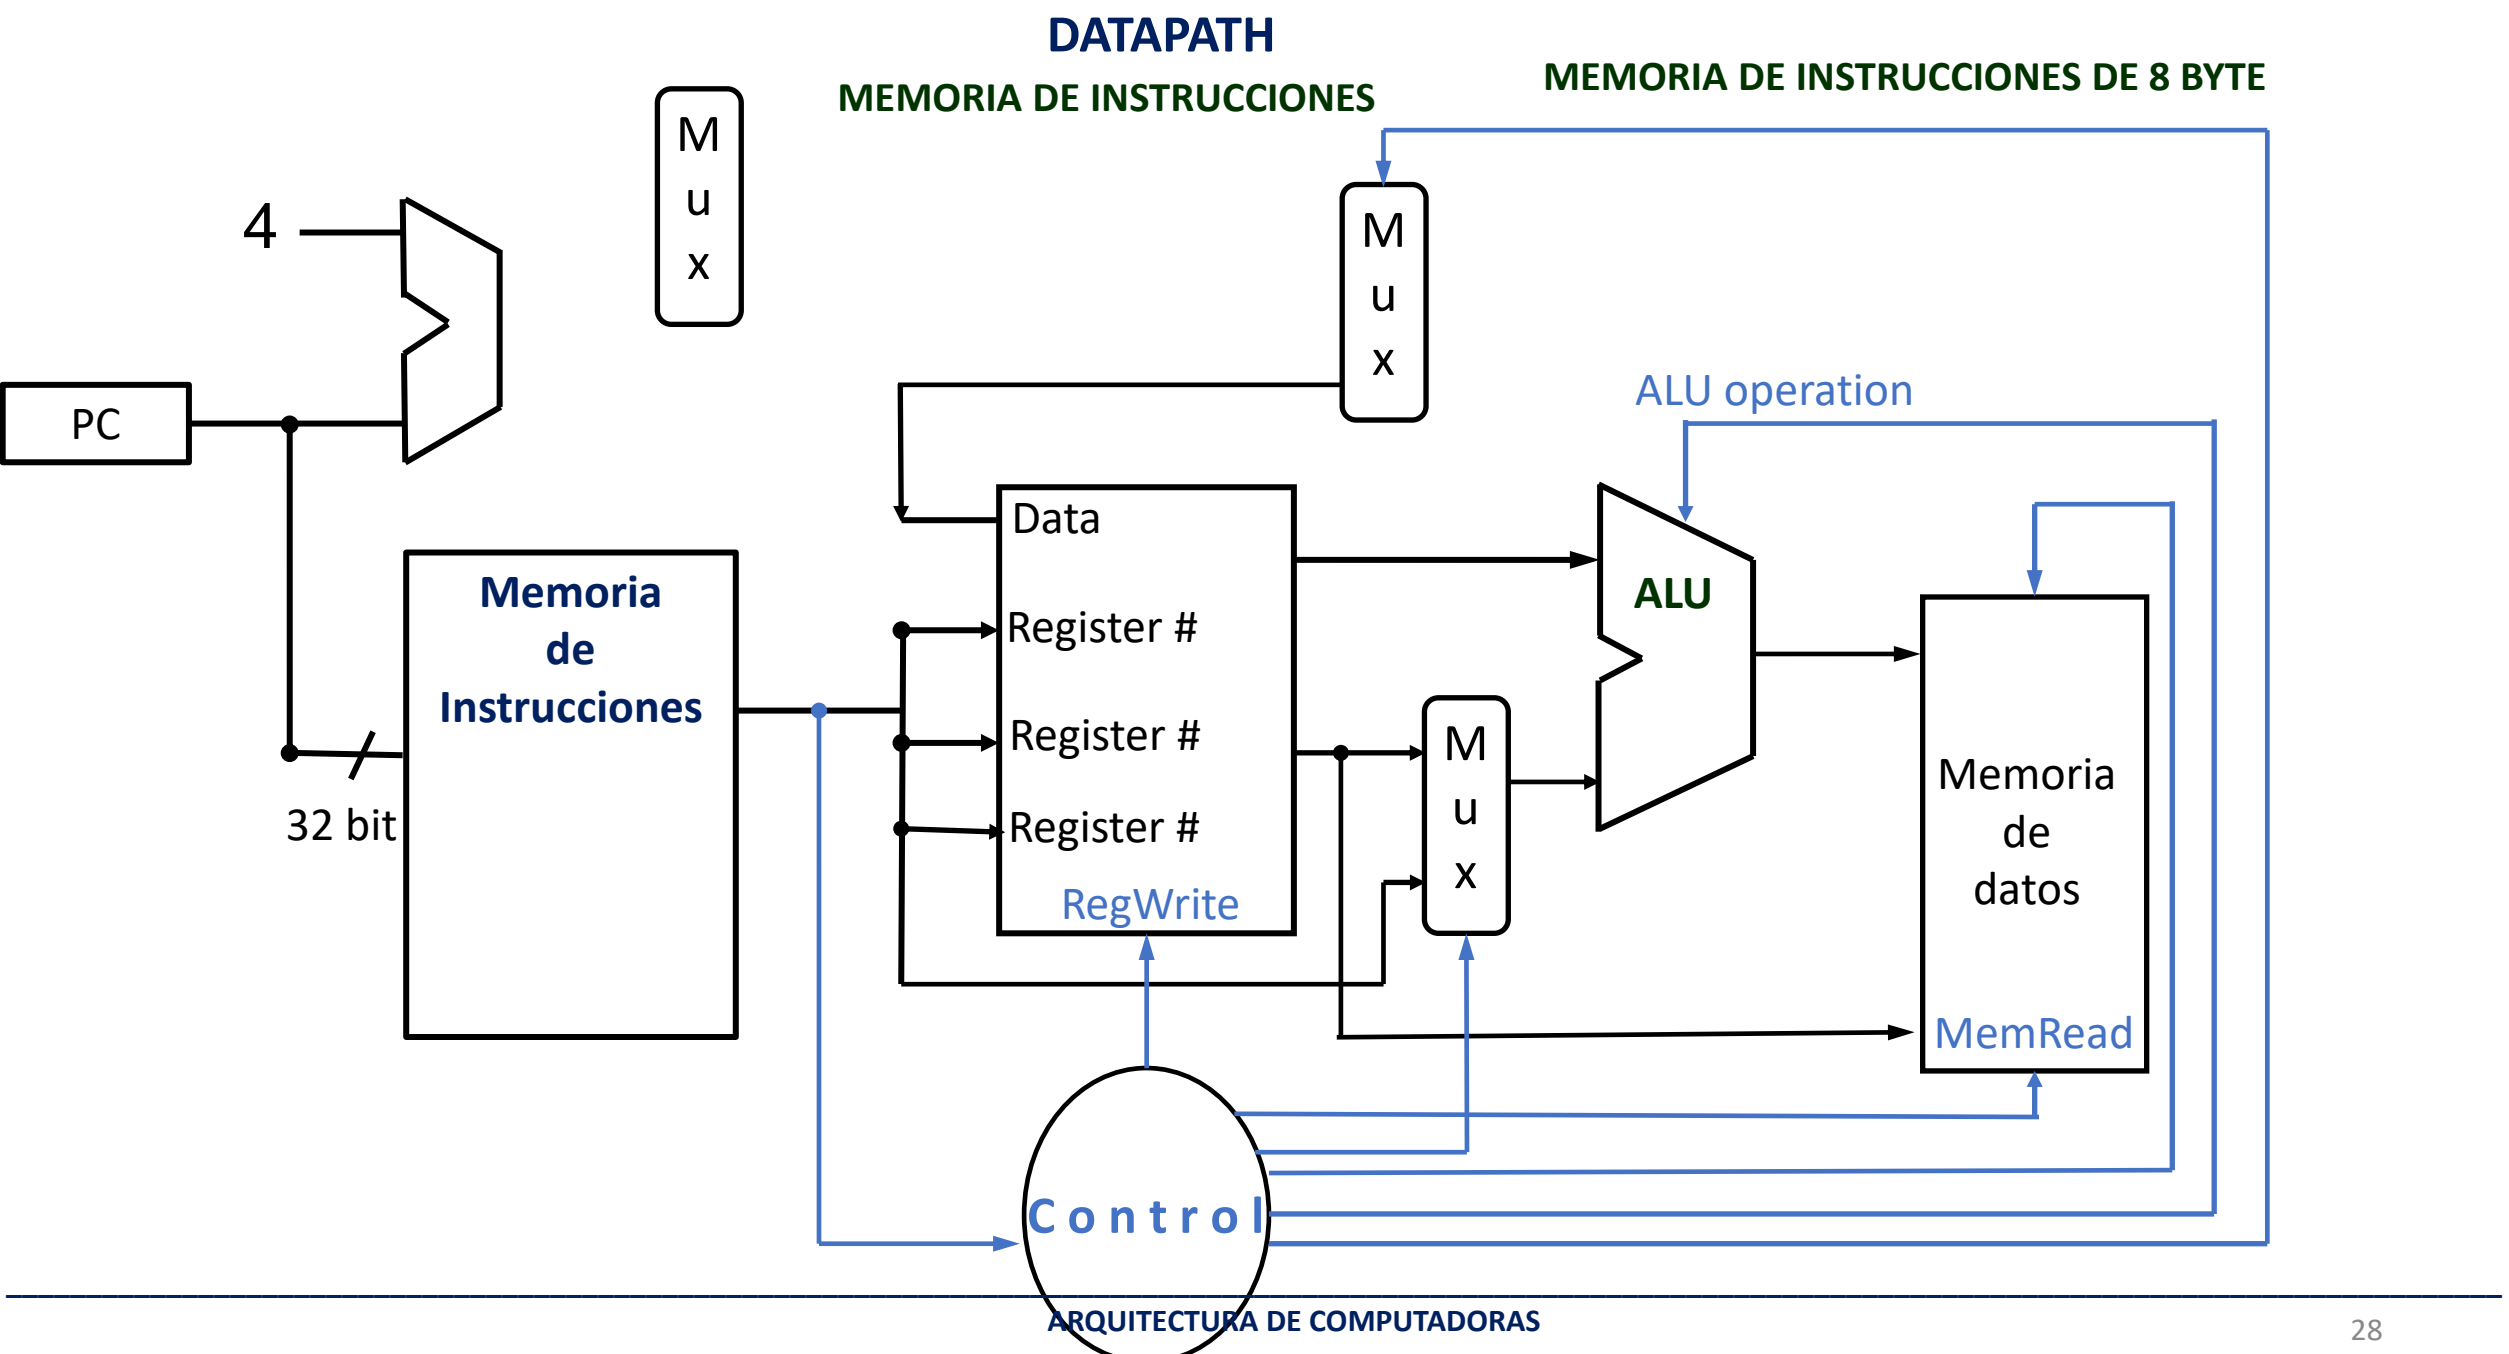 DATAPATH
MEMORIA DE INSTRUCCIONES
MEMORIA DE INSTRUCCIONES DE 8 BYTE
M
u
x
M
u
x
4
PC
ALU operation
Data
Memoria
de
Instrucciones
ALU
Register #
Register #
Register #
RegWrite
32 bit
M
u
x
Memoria
de
datos
MemRead
Control
ARQUITECTURA DE COMPUTADORAS
28